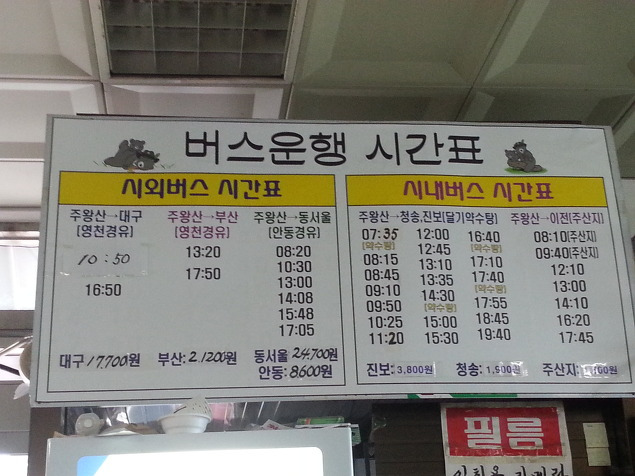 버스운행 시간표
시외버스 시간표
주왕산→대구
[영천경유]
10:50
16:50
주왕산→부산
[영천경유]
13:20
17:50
주왕산→동서울
[안동경유]
08:20
10:30
13:00
14:08
15:48
17:05
대구 17,700원
부산: 21200원
동서울 24,700원
안동: 8,600원
시내버스 시간표
주왕산→청송,진보(달기약수탕)
07:35
(약수탕)
08:15
08:45
09:10
09:50
10:25
11:20
12:00
12:45
13:10
13:35
14:30
(약수탕)
15:00
15:30
16:40
(약수탕)
17:10
17:40
(약수탕)
17:55
18:45
19:40
주왕산→이전(주산지)
08:10(주산지)
09:40(주산지)
12:10
13:00
14:10
16:20
17:45
진보: 3,800원
청송: 1,900원
주산지:
필름